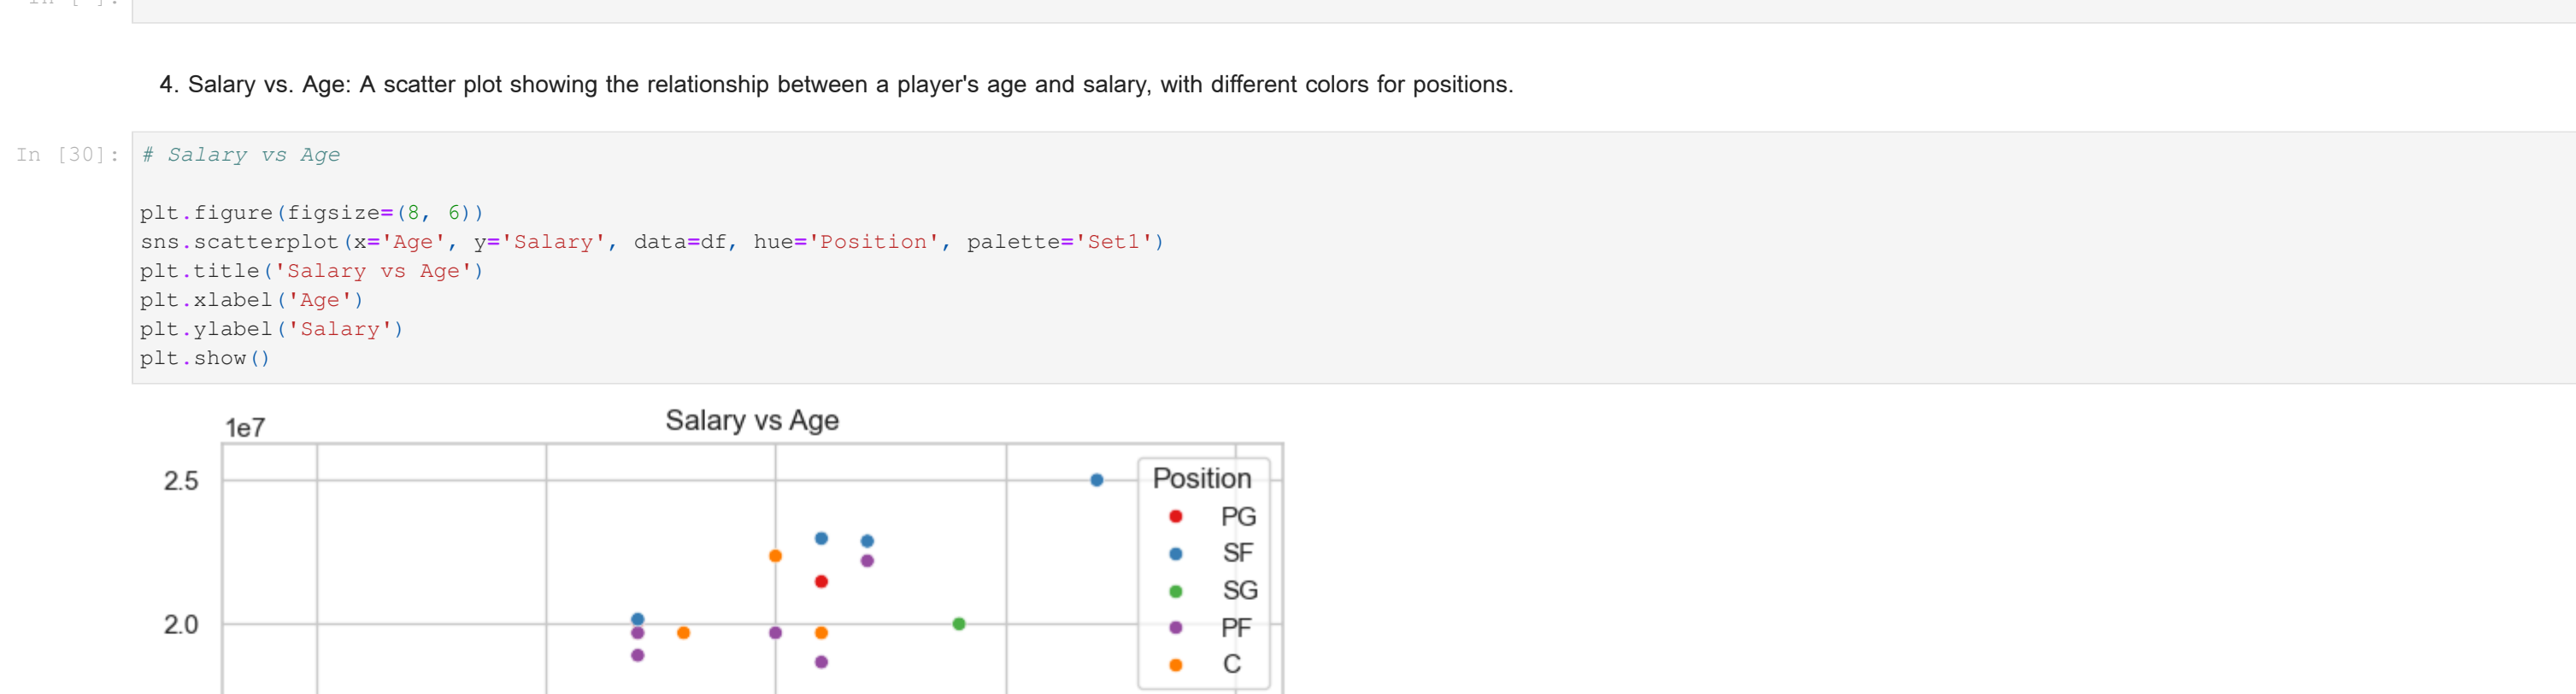 In [ ]:
4. Salary vs. Age: A scatter plot showing the relationship between a player's age and salary, with different colors for positions.
In [30]:
# Salary vs Age
plt.figure(figsize=(8, 6))
sns.scatterplot(x='Age', y='Salary', data=df, hue='Position', palette='Set1')
plt.title('Salary vs Age')
plt.xlabel('Age')
plt.ylabel('Salary')
plt.show()
Salary vs Age
1e7
2.5
2.0
Position
PG
SF
SG
PF
C